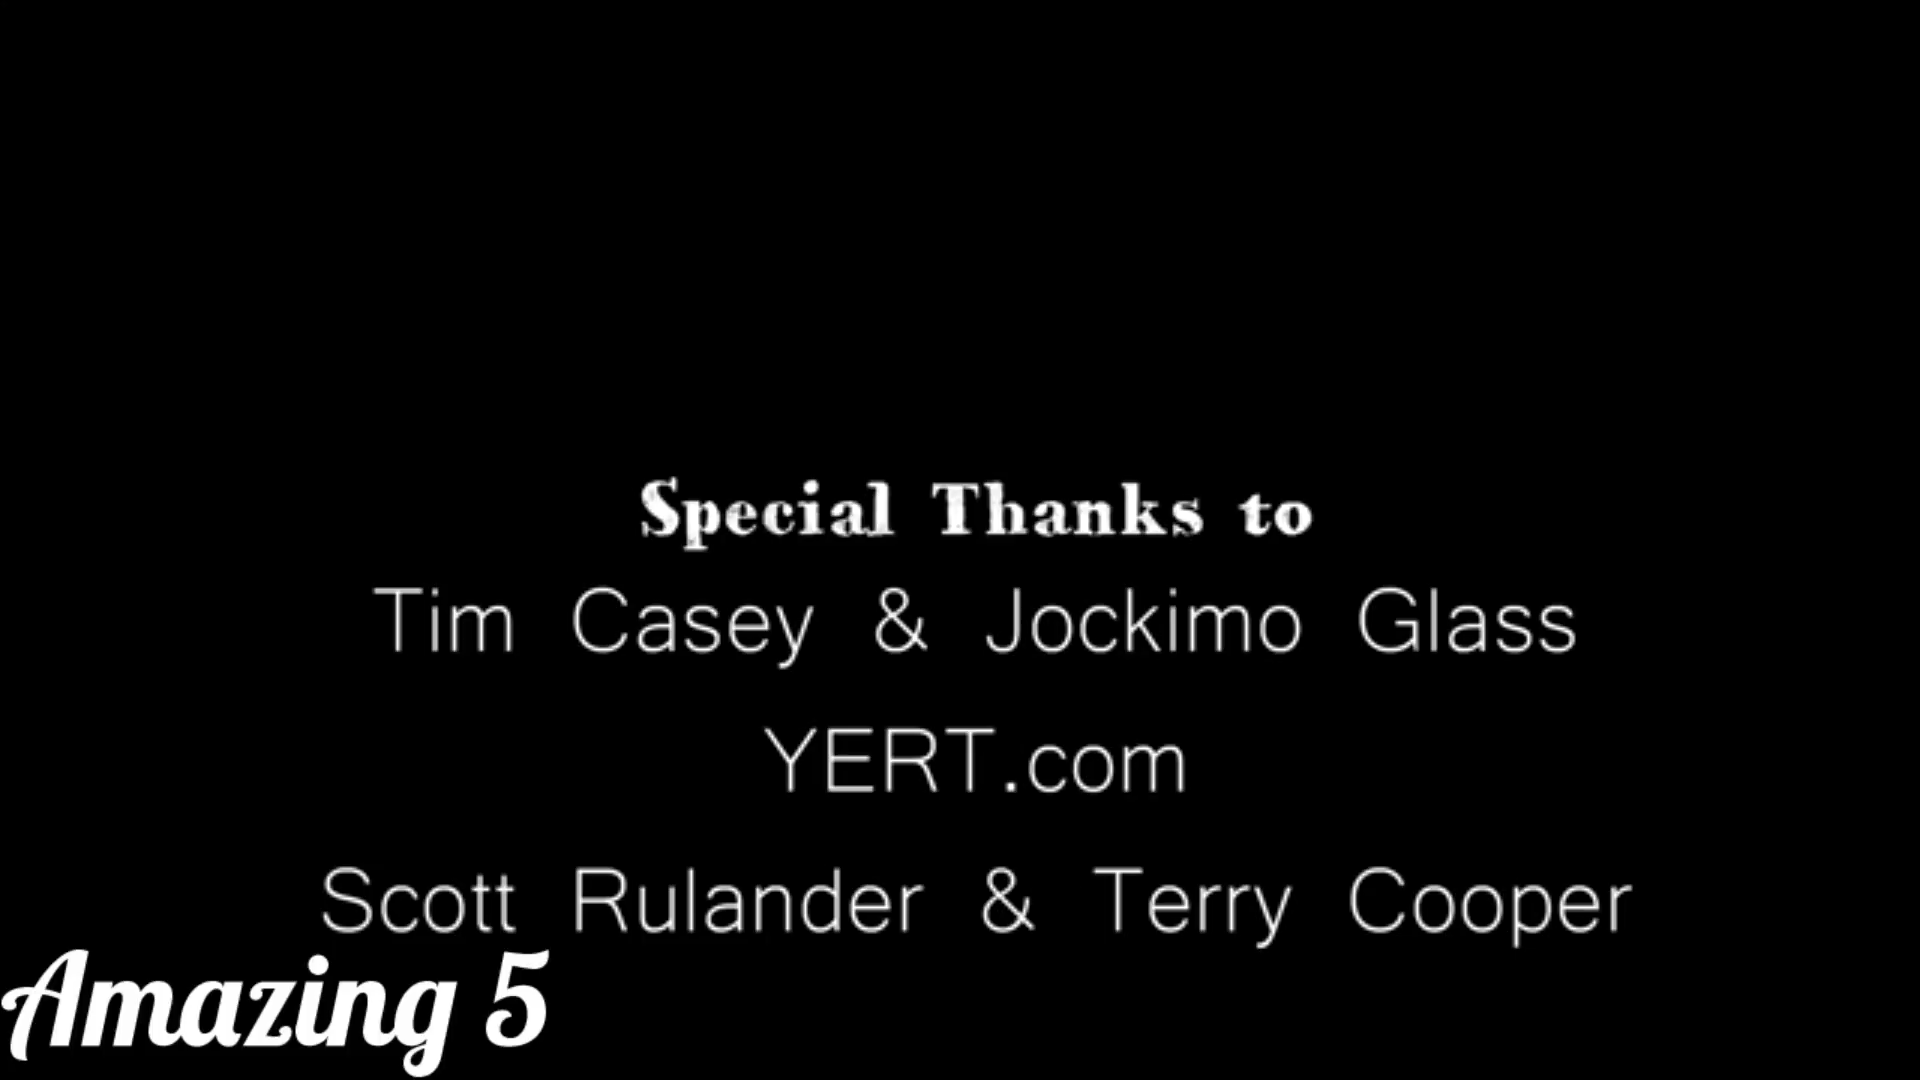 Special Thanks to
Tim Casey & Jockimo Glass
YERT.com
Scott Rulander & Terry Cooper
Amazing 5